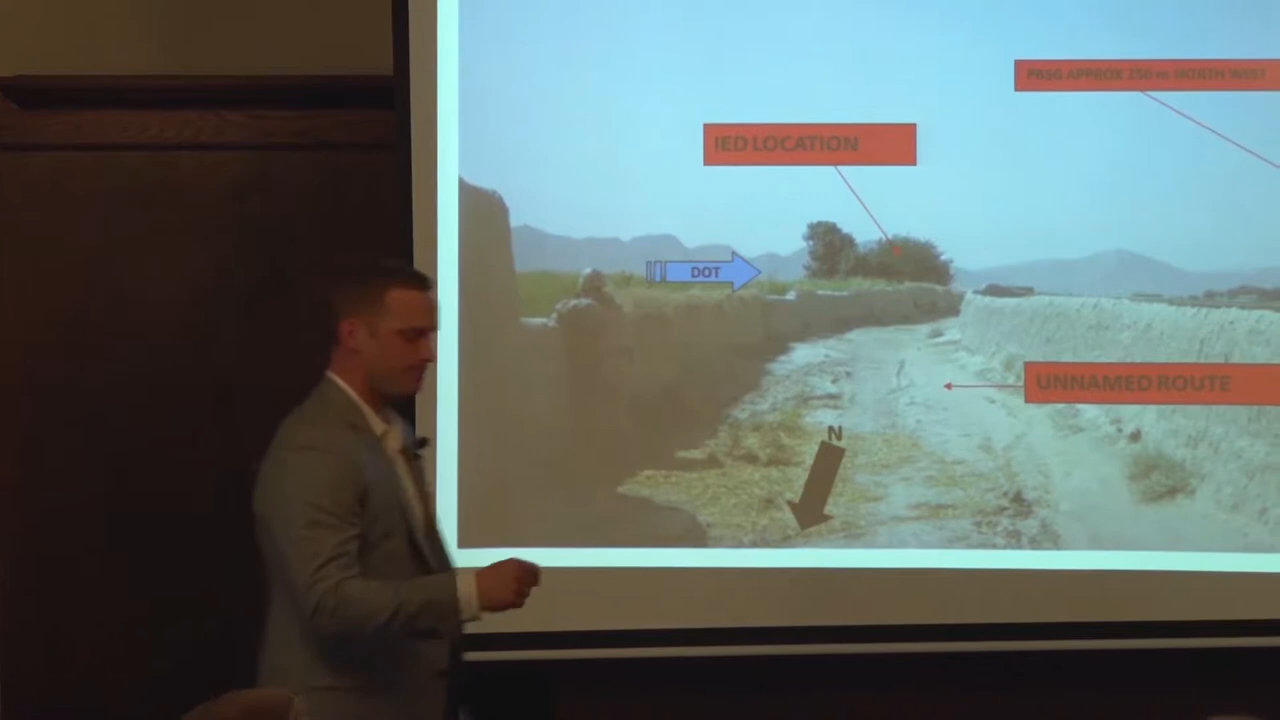 PBSG APPROX 250 m NORTH WEST
IED LOCATION
DOT
UNNAMED ROUTE
N